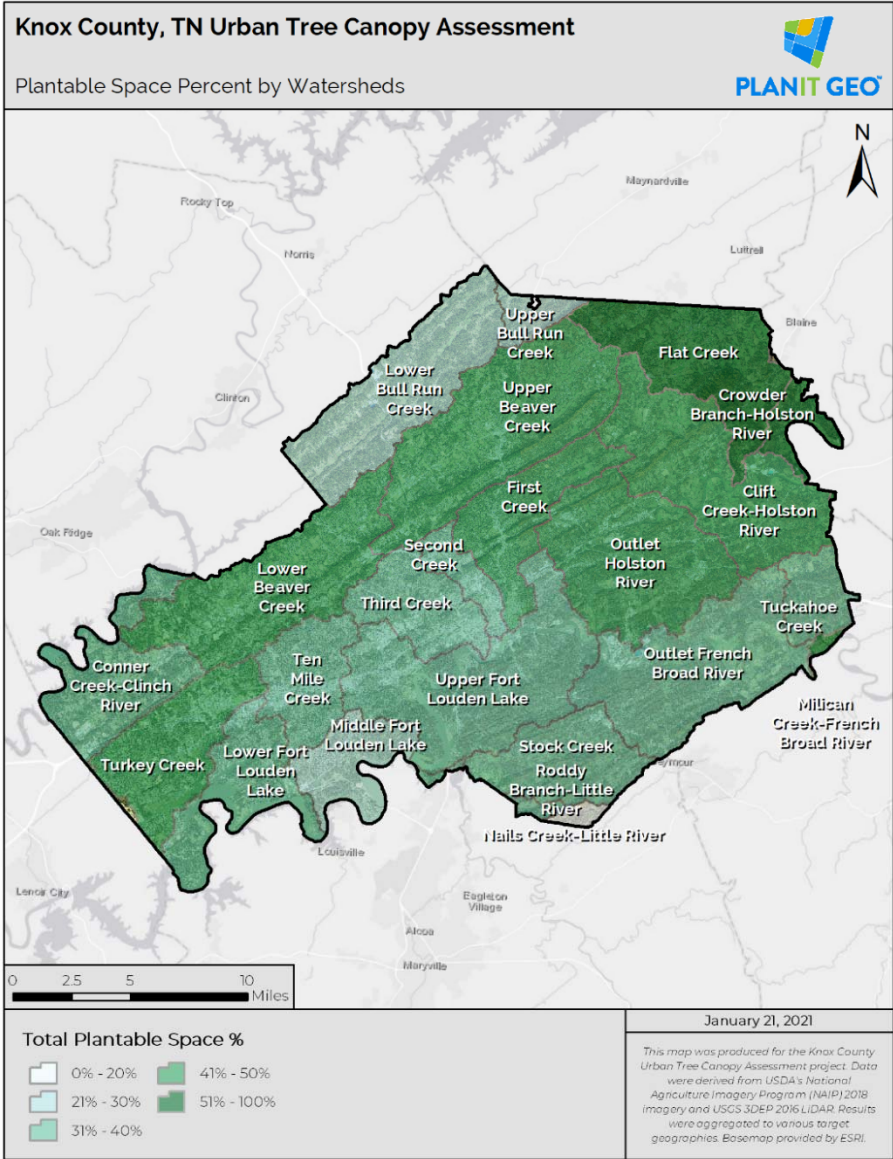 Knox County, TN Urban Tree Canopy Assessment
Plantable Space Percent by Watersheds
PLANIT GEO™
N
Maynardville
Rocky Top
Norris
Luttrell
Blaine
Upper
Bull Run
Creek
Flat Creek
Lower
Bull Run
Creek
Clinton
Upper
Beaver
Creek
Crowder
Branch-Holston
River
First
Creek
Clift
Creek-Holston
River
Oak Ridge
Second
Creek
Outlet
Holston
River
Lower
Beaver
Creek
Third Creek
Tuckahoe
Creek
Conner
Creek-Clinch
River
Ten
Mile
Creek
Outlet French
Broad River
Upper Fort
Louden Lake
Milican
Creek-French
Broad River
Middle Fort
Louden Lake
Turkey Creek
Lower Fort
Louden
Lake
Stock Creek
Roddy
Branch-Little
River
eymour
Nails Creek-Little River
Louisville
Lenoir City
Eagleton
Village
Alcoa
Maryville
0 2.5 5 10
Miles
Total Plantable Space %
0% - 20%
21% - 30%
31% - 40%
41% - 50%
51% - 100%
January 21, 2021
This map was produced for the Knox County
Urban Tree Canopy Assessment project. Data
were derived from USDA's National
Agriculture Imagery Program (NAIP) 2018
imagery and USGS 3DEP 2016 LiDAR. Results
were aggregated to various target
geographies. Basemap provided by ESRI.